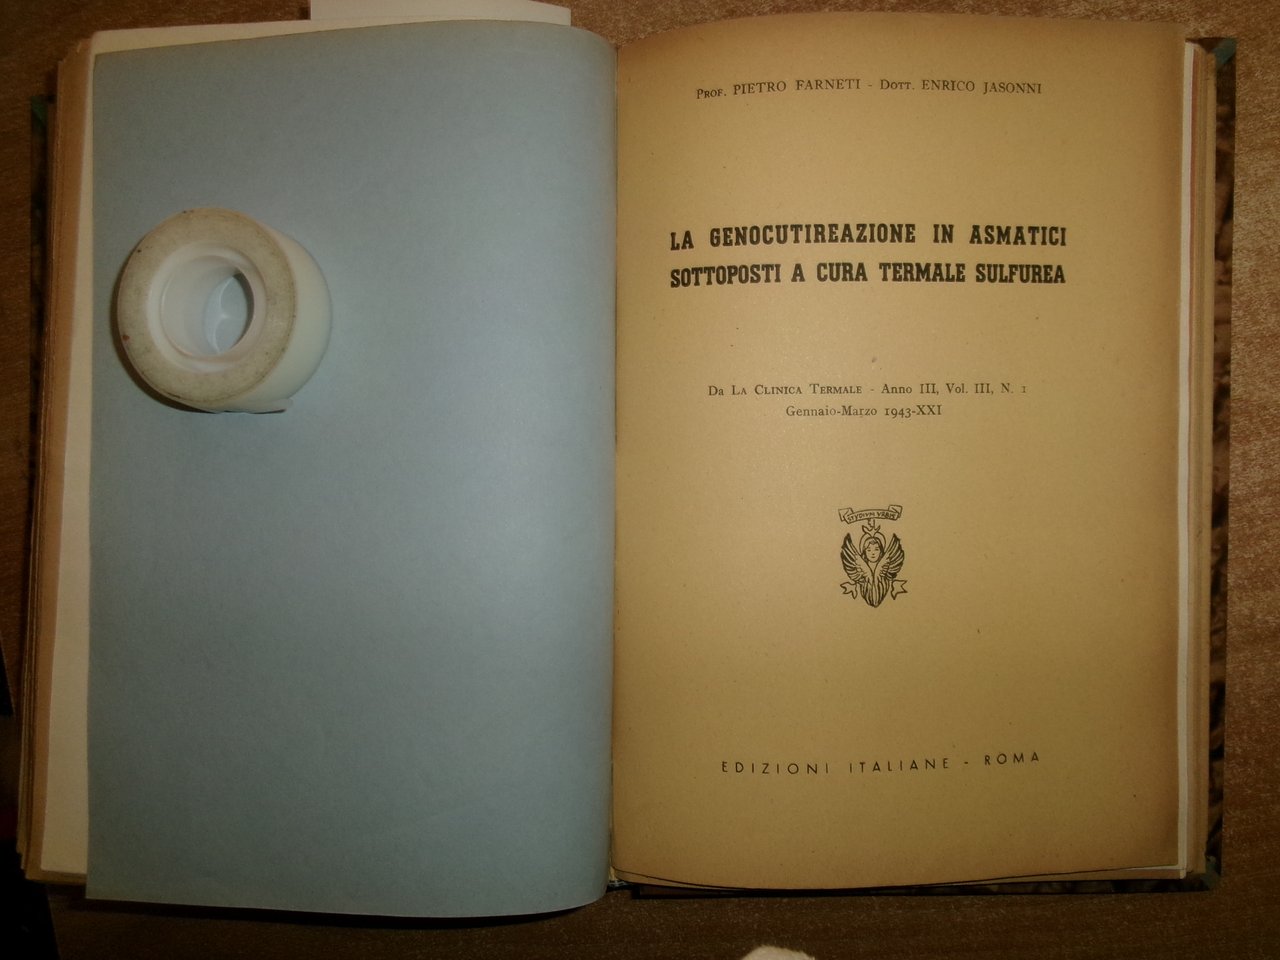 Prof. PIETRO FARNETI - Dott. ENRICO JASONNI
LA GENOCUTIREAZIONE IN ASMATICI
SOTTOPOSTI A CURA TERMALE SULFUREA
Da La Clinica Termale - Anno III, Vol. III, N. 1
Gennaio-Marzo 1943-XXI
STVDIVM VRBIS
EDIZIONI ITALIANE - ROMA